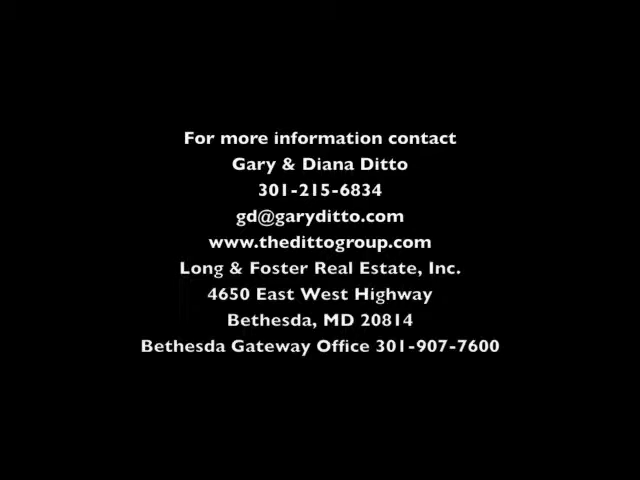 For more information contact
Gary & Diana Ditto
301-215-6834
gd@garyditto.com
www.thedittogroup.com
Long & Foster Real Estate, Inc.
4650 East West Highway
Bethesda, MD 20814
Bethesda Gateway Office 301-907-7600